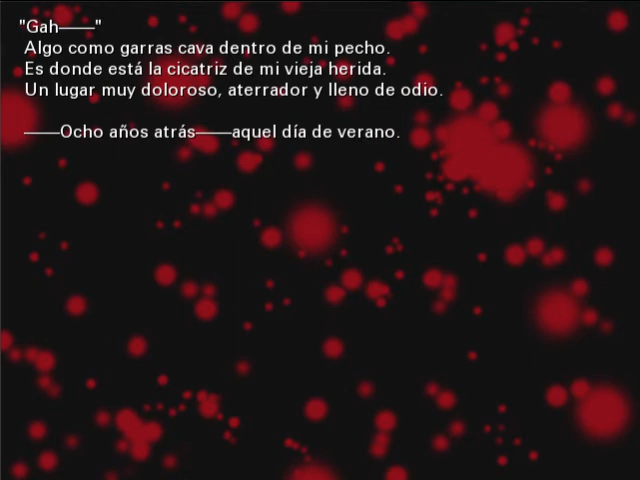 "Gah――"
Algo como garras cava dentro de mi pecho.
Es donde está la cicatriz de mi vieja herida.
Un lugar muy doloroso, aterrador y lleno de odio.
――Ocho años atrás――aquel día de verano.